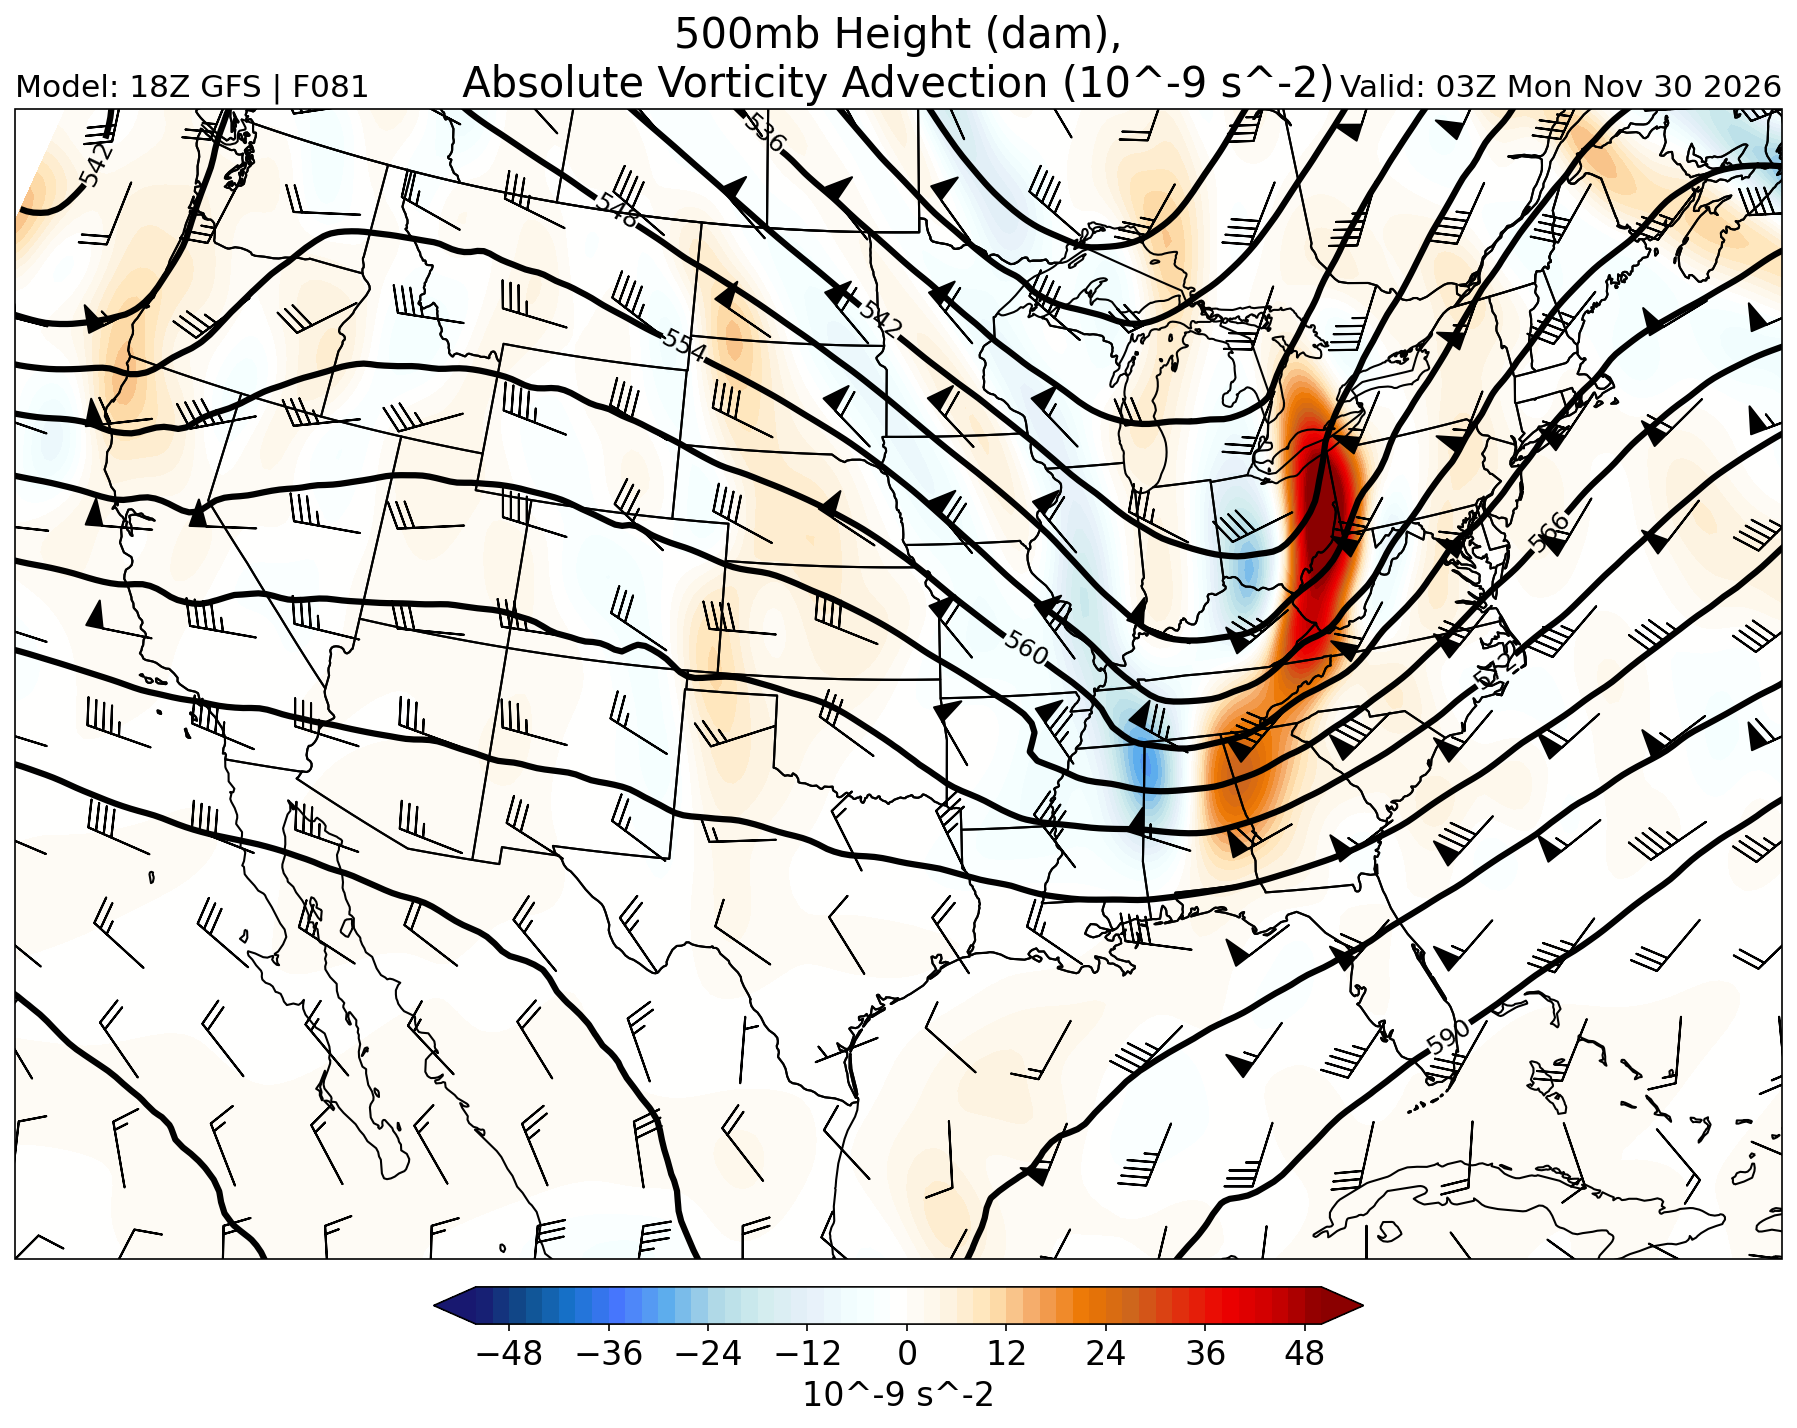 500mb Height (dam),
Absolute Vorticity Advection (10^-9 s^-2)
Model: 18Z GFS | F081
Valid: 03Z Mon Nov 30 2026
542
536
548
542
554
566
560
572
590
−48 −36 −24 −12 0 12 24 36 48
10^-9 s^-2